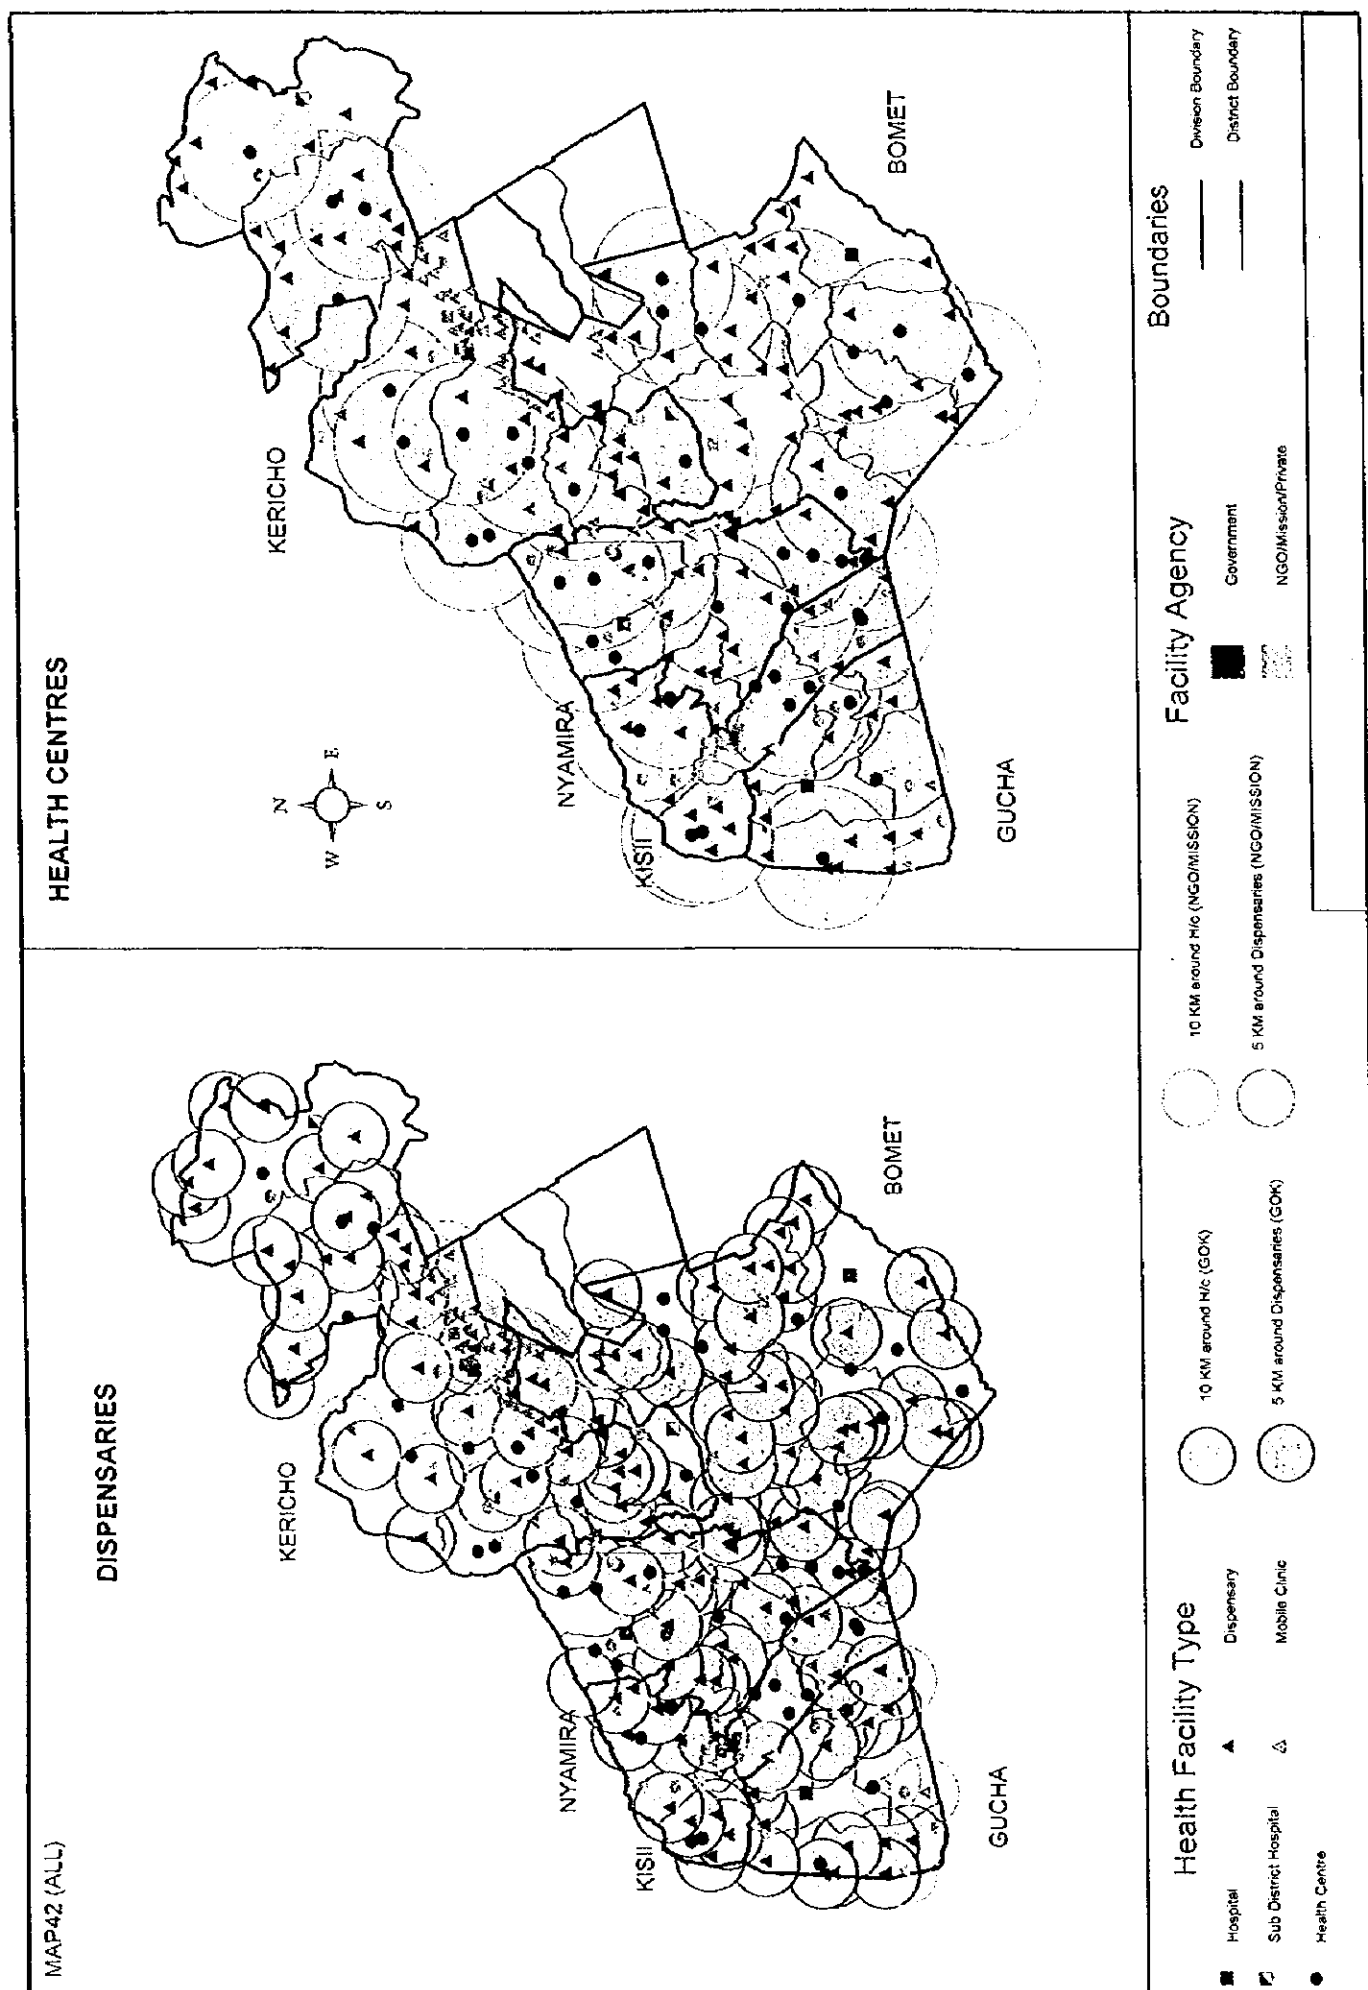 MAP42 (ALL)
DISPENSARIES
HEALTH CENTRES
KERICHO
NYAMIRA
KISII
GUCHA
BOMET
N
W
E
S
KERICHO
NYAMIRA
KISII
GUCHA
BOMET
Health Facility Type
Hospital
Dispensary
Sub District Hospital
Mobile Clinic
Health Centre
10 KM around H/c (GOK)
10 KM around H/c (NGO/MISSION)
5 KM around Dispensaries (GOK)
5 KM around Dispensaries (NGO/MISSION)
Facility Agency
Government
NGO/Mission/Private
Boundaries
Division Boundary
District Boundary